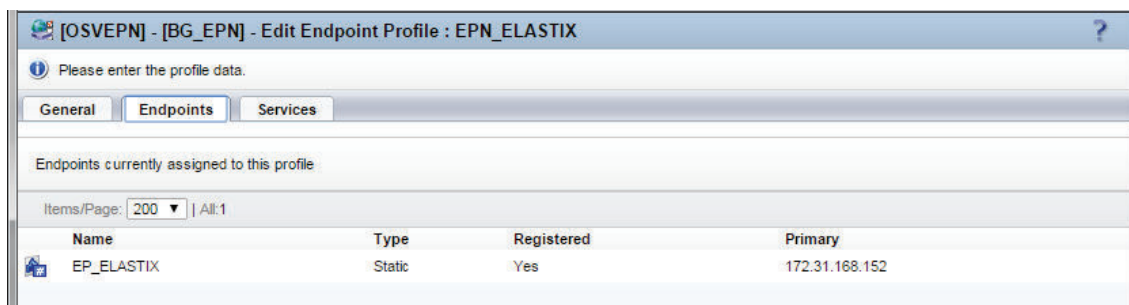 [OSVEPN] - [BG_EPN] - Edit Endpoint Profile : EPN_ELASTIX ?
Please enter the profile data.
General Endpoints Services
Endpoints currently assigned to this profile
Items/Page: 200 | All:1
Name Type Registered Primary
EP_ELASTIX Static Yes 172.31.168.152